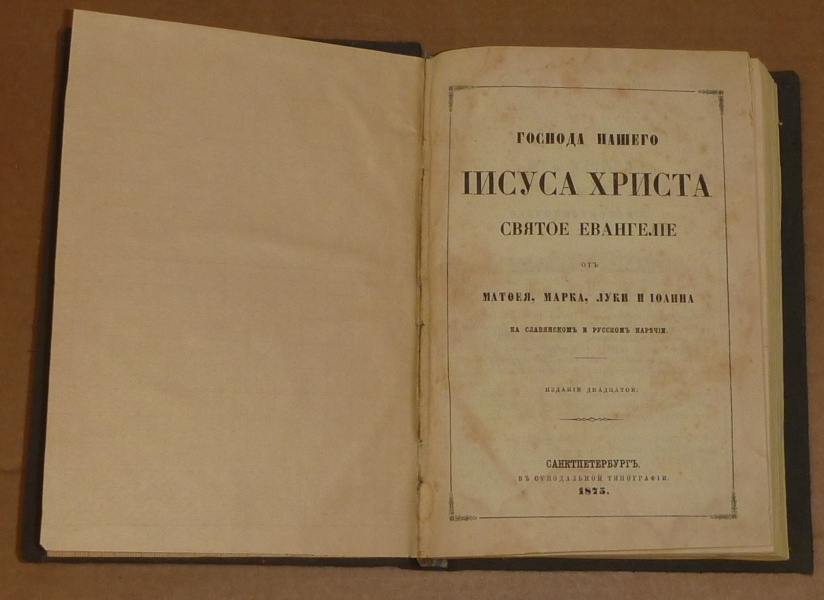 ГОСПОДА НАШЕГО
ІИСУСА ХРИСТА
СВЯТОЕ ЕВАНГЕЛІЕ
ОТЪ
МАТѲЕЯ, МАРКА, ЛУКИ И ІОАННА
НА СЛАВЯНСКОМЪ И РУССКОМЪ НАРѢЧІИ.
ИЗДАНІЕ ДВАДЦАТОЕ.
САНКТПЕТЕРБУРГЪ.
ВЪ СѴНОДАЛЬНОЙ ТИПОГРАФІИ.
1875.